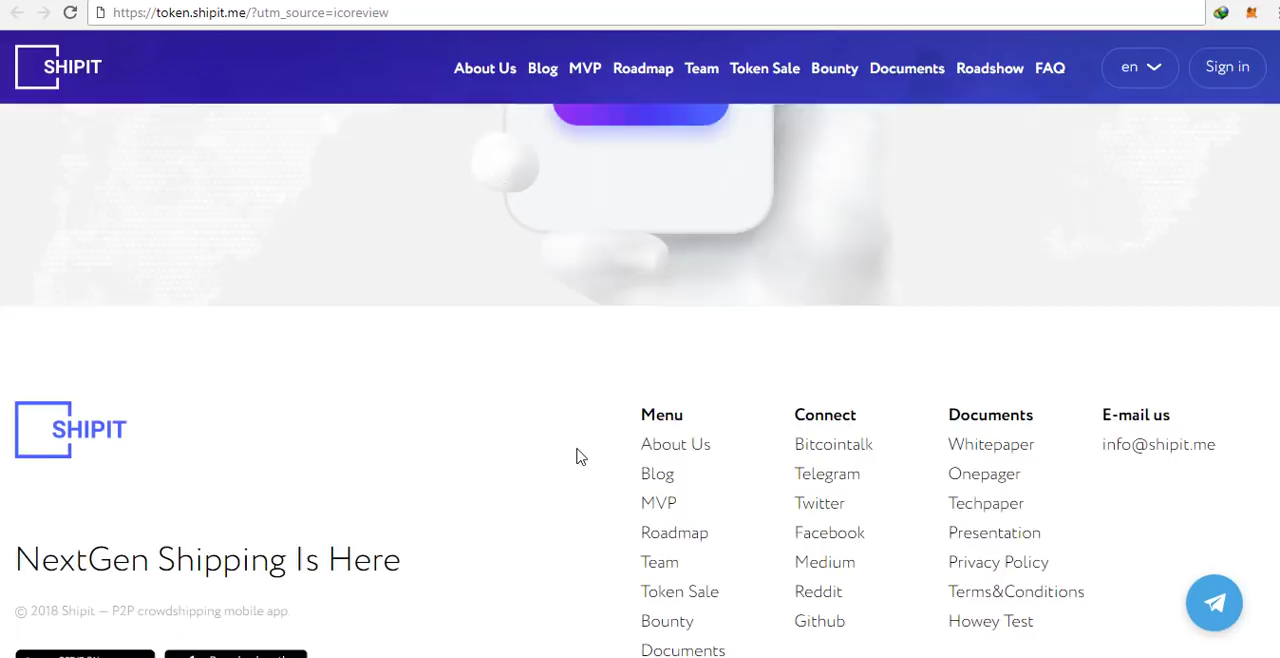 https://token.shipit.me/?utm_source=icoreview
SHIPIT
About Us Blog MVP Roadmap Team Token Sale Bounty Documents Roadshow FAQ en Sign in
SHIPIT
NextGen Shipping Is Here
© 2018 Shipit — P2P crowdshipping mobile app.
Menu
About Us
Blog
MVP
Roadmap
Team
Token Sale
Bounty
Documents
Connect
Bitcointalk
Telegram
Twitter
Facebook
Medium
Reddit
Github
Documents
Whitepaper
Onepager
Techpaper
Presentation
Privacy Policy
Terms&Conditions
Howey Test
E-mail us
info@shipit.me